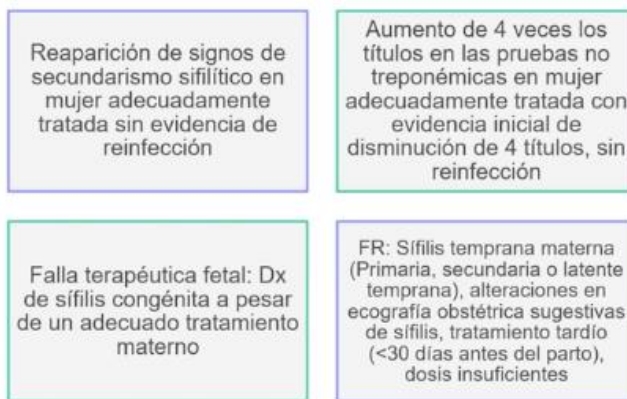 Reaparición de signos de
secundarismo sifilítico en
mujer adecuadamente
tratada sin evidencia de
reinfección
Aumento de 4 veces los
títulos en las pruebas no
treponémicas en mujer
adecuadamente tratada con
evidencia inicial de
disminución de 4 títulos, sin
reinfección
Falla terapéutica fetal: Dx
de sífilis congénita a pesar
de un adecuado tratamiento
materno
FR: Sífilis temprana materna
(Primaria, secundaria o latente
temprana), alteraciones en
ecografía obstétrica sugestivas
de sífilis, tratamiento tardío
(<30 días antes del parto),
dosis insuficientes